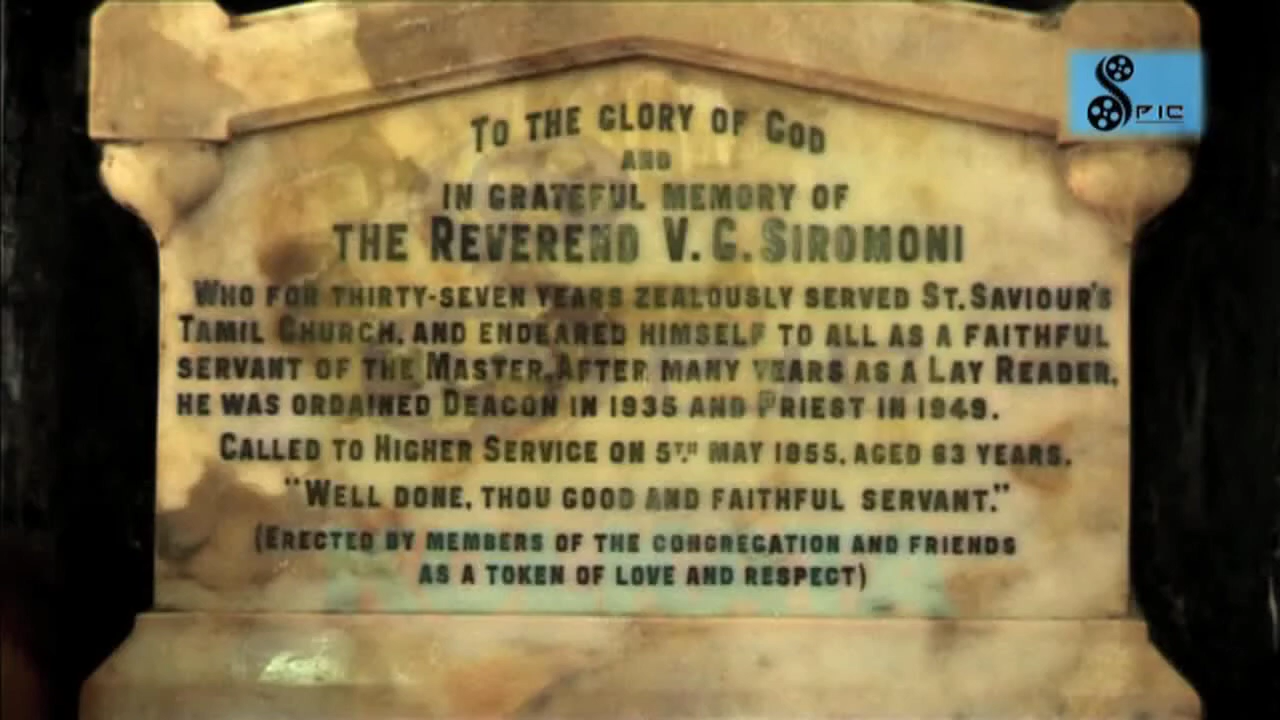 TO THE GLORY OF GOD
AND
IN GRATEFUL MEMORY OF
THE REVEREND V. G. SIROMONI
WHO FOR THIRTY-SEVEN YEARS ZEALOUSLY SERVED ST. SAVIOUR'S
TAMIL CHURCH, AND ENDEARED HIMSELF TO ALL AS A FAITHFUL
SERVANT OF THE MASTER. AFTER MANY YEARS AS A LAY READER,
HE WAS ORDAINED DEACON IN 1935 AND PRIEST IN 1949.
CALLED TO HIGHER SERVICE ON 5TH MAY 1955, AGED 63 YEARS.
"WELL DONE, THOU GOOD AND FAITHFUL SERVANT."
(ERECTED BY MEMBERS OF THE CONGREGATION AND FRIENDS
AS A TOKEN OF LOVE AND RESPECT)
SPIC